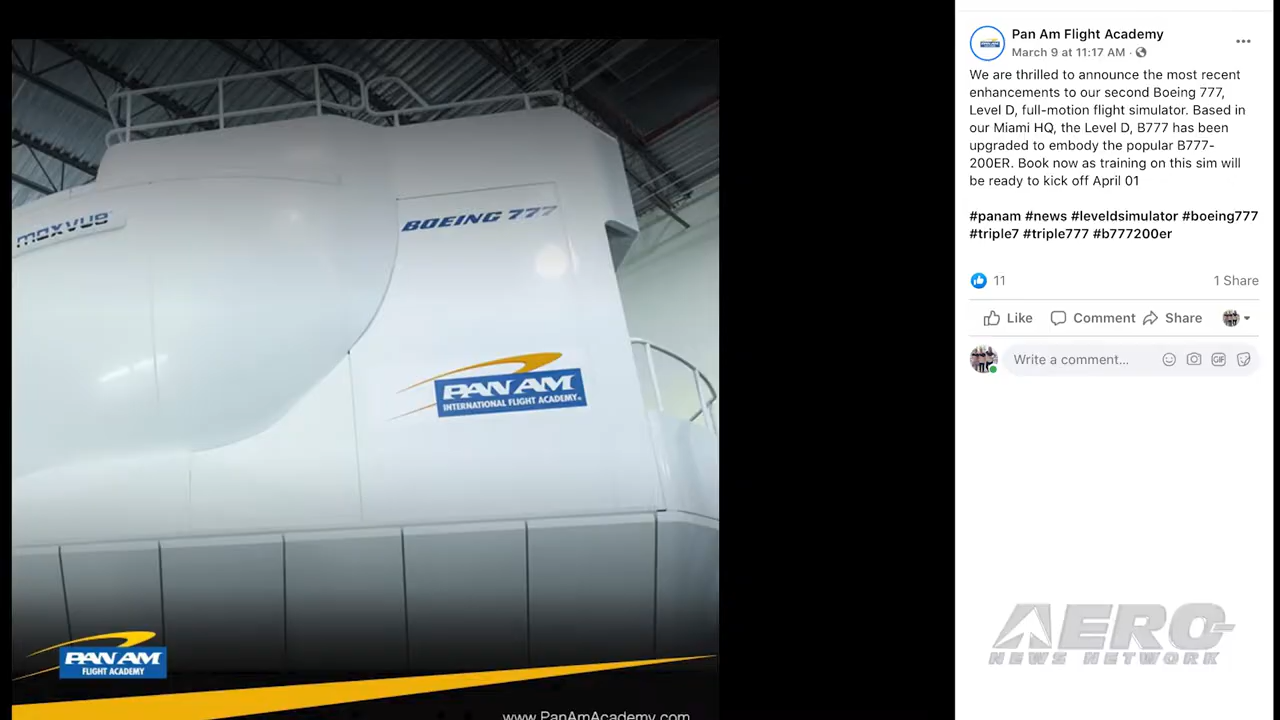 maxvue
BOEING 777
PAN AM
INTERNATIONAL FLIGHT ACADEMY®
PAN AM
FLIGHT ACADEMY
www.PanAmAcademy.com
Pan Am Flight Academy
March 9 at 11:17 AM ·
We are thrilled to announce the most recent
enhancements to our second Boeing 777,
Level D, full-motion flight simulator. Based in
our Miami HQ, the Level D, B777 has been
upgraded to embody the popular B777-
200ER. Book now as training on this sim will
be ready to kick off April 01
#panam #news #leveldsimulator #boeing777
#triple7 #triple777 #b777200er
11
1 Share
Like Comment Share
Write a comment...
GIF
AERO-
NEWS NETWORK